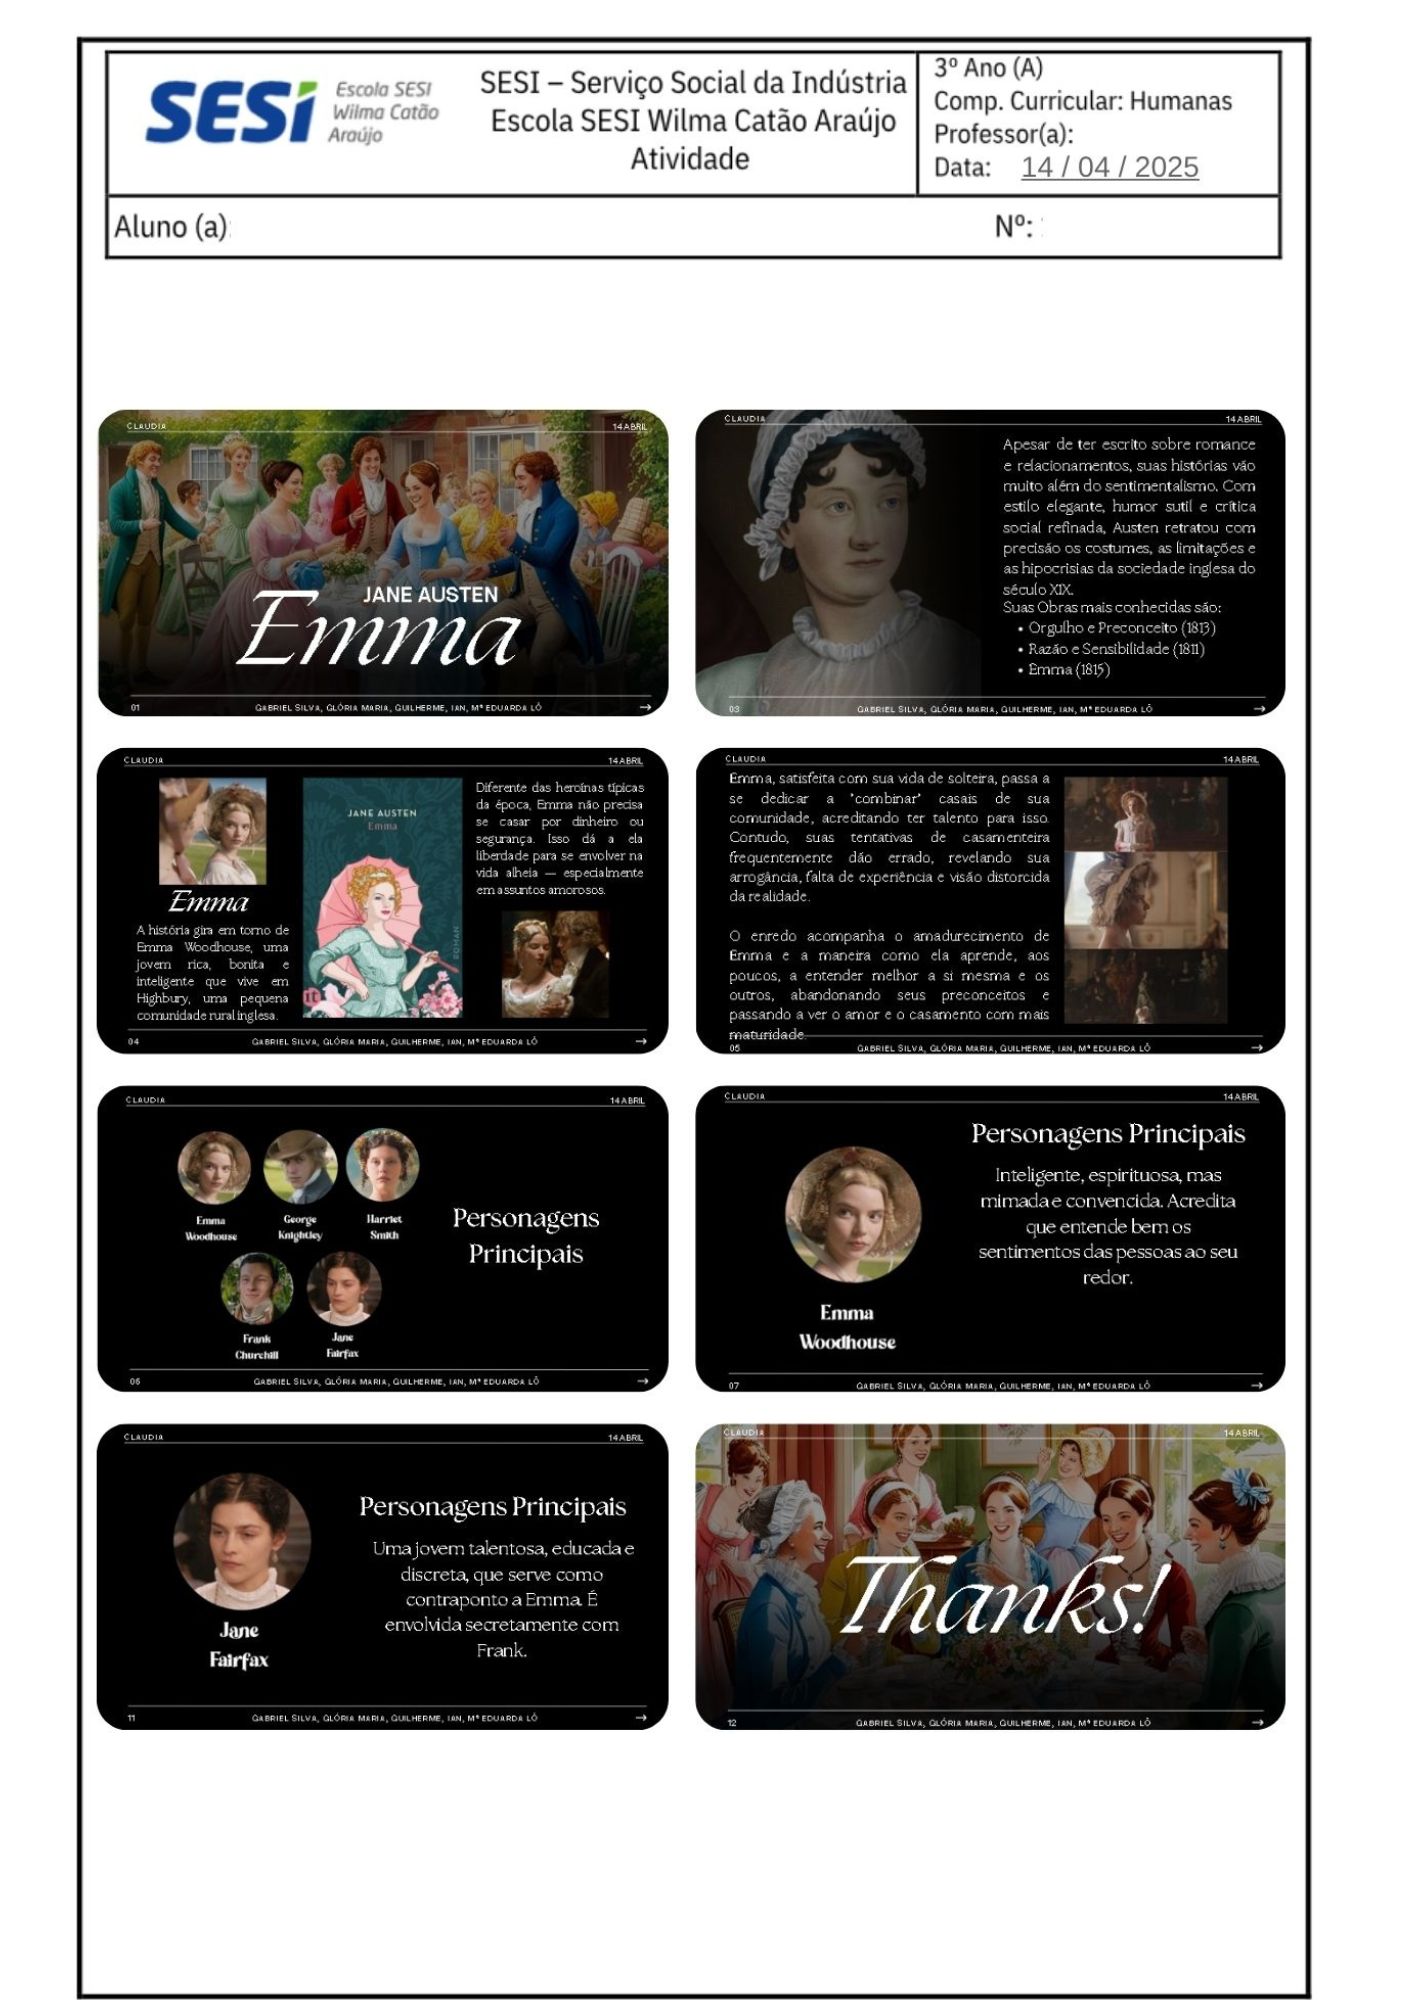 SESI
Escola SESI
Wilma Catão
Araújo
SESI – Serviço Social da Indústria
Escola SESI Wilma Catão Araújo
Atividade
3º Ano (A)
Comp. Curricular: Humanas
Professor(a):
Data: 14 / 04 / 2025
Aluno (a):
Nº:
CLAUDIA
14 ABRIL
JANE AUSTEN
Emma
01
GABRIEL SILVA, GLÓRIA MARIA, GUILHERME, IAN, Mª EDUARDA LÔ
CLAUDIA
14 ABRIL
Apesar de ter escrito sobre romance
e relacionamentos, suas histórias vão
muito além do sentimentalismo. Com
estilo elegante, humor sutil e crítica
social refinada, Austen retratou com
precisão os costumes, as limitações e
as hipocrisias da sociedade inglesa do
século XIX.
Suas Obras mais conhecidas são:
• Orgulho e Preconceito (1813)
• Razão e Sensibilidade (1811)
• Emma (1815)
03
GABRIEL SILVA, GLÓRIA MARIA, GUILHERME, IAN, Mª EDUARDA LÔ
CLAUDIA
14 ABRIL
Emma
A história gira em torno de
Emma Woodhouse, uma
jovem rica, bonita e
inteligente que vive em
Highbury, uma pequena
comunidade rural inglesa.
JANE AUSTEN
Emma
ROMAN
it
Diferente das heroínas típicas
da época, Emma não precisa
se casar por dinheiro ou
segurança. Isso dá a ela
liberdade para se envolver na
vida alheia — especialmente
em assuntos amorosos.
04
GABRIEL SILVA, GLÓRIA MARIA, GUILHERME, IAN, Mª EDUARDA LÔ
CLAUDIA
14 ABRIL
Emma, satisfeita com sua vida de solteira, passa a
se dedicar a "combinar" casais de sua
comunidade, acreditando ter talento para isso.
Contudo, suas tentativas de casamenteira
frequentemente dão errado, revelando sua
arrogância, falta de experiência e visão distorcida
da realidade.
O enredo acompanha o amadurecimento de
Emma e a maneira como ela aprende, aos
poucos, a entender melhor a si mesma e os
outros, abandonando seus preconceitos e
passando a ver o amor e o casamento com mais
maturidade.
05
GABRIEL SILVA, GLÓRIA MARIA, GUILHERME, IAN, Mª EDUARDA LÔ
CLAUDIA
14 ABRIL
Emma
Woodhouse
George
Knightley
Harriet
Smith
Frank
Churchill
Jane
Fairfax
Personagens
Principais
06
GABRIEL SILVA, GLÓRIA MARIA, GUILHERME, IAN, Mª EDUARDA LÔ
CLAUDIA
14 ABRIL
Personagens Principais
Inteligente, espirituosa, mas
mimada e convencida. Acredita
que entende bem os
sentimentos das pessoas ao seu
redor.
Emma
Woodhouse
07
GABRIEL SILVA, GLÓRIA MARIA, GUILHERME, IAN, Mª EDUARDA LÔ
CLAUDIA
14 ABRIL
Personagens Principais
Uma jovem talentosa, educada e
discreta, que serve como
contraponto a Emma. É
envolvida secretamente com
Frank.
Jane
Fairfax
11
GABRIEL SILVA, GLÓRIA MARIA, GUILHERME, IAN, Mª EDUARDA LÔ
CLAUDIA
14 ABRIL
Thanks!
12
GABRIEL SILVA, GLÓRIA MARIA, GUILHERME, IAN, Mª EDUARDA LÔ